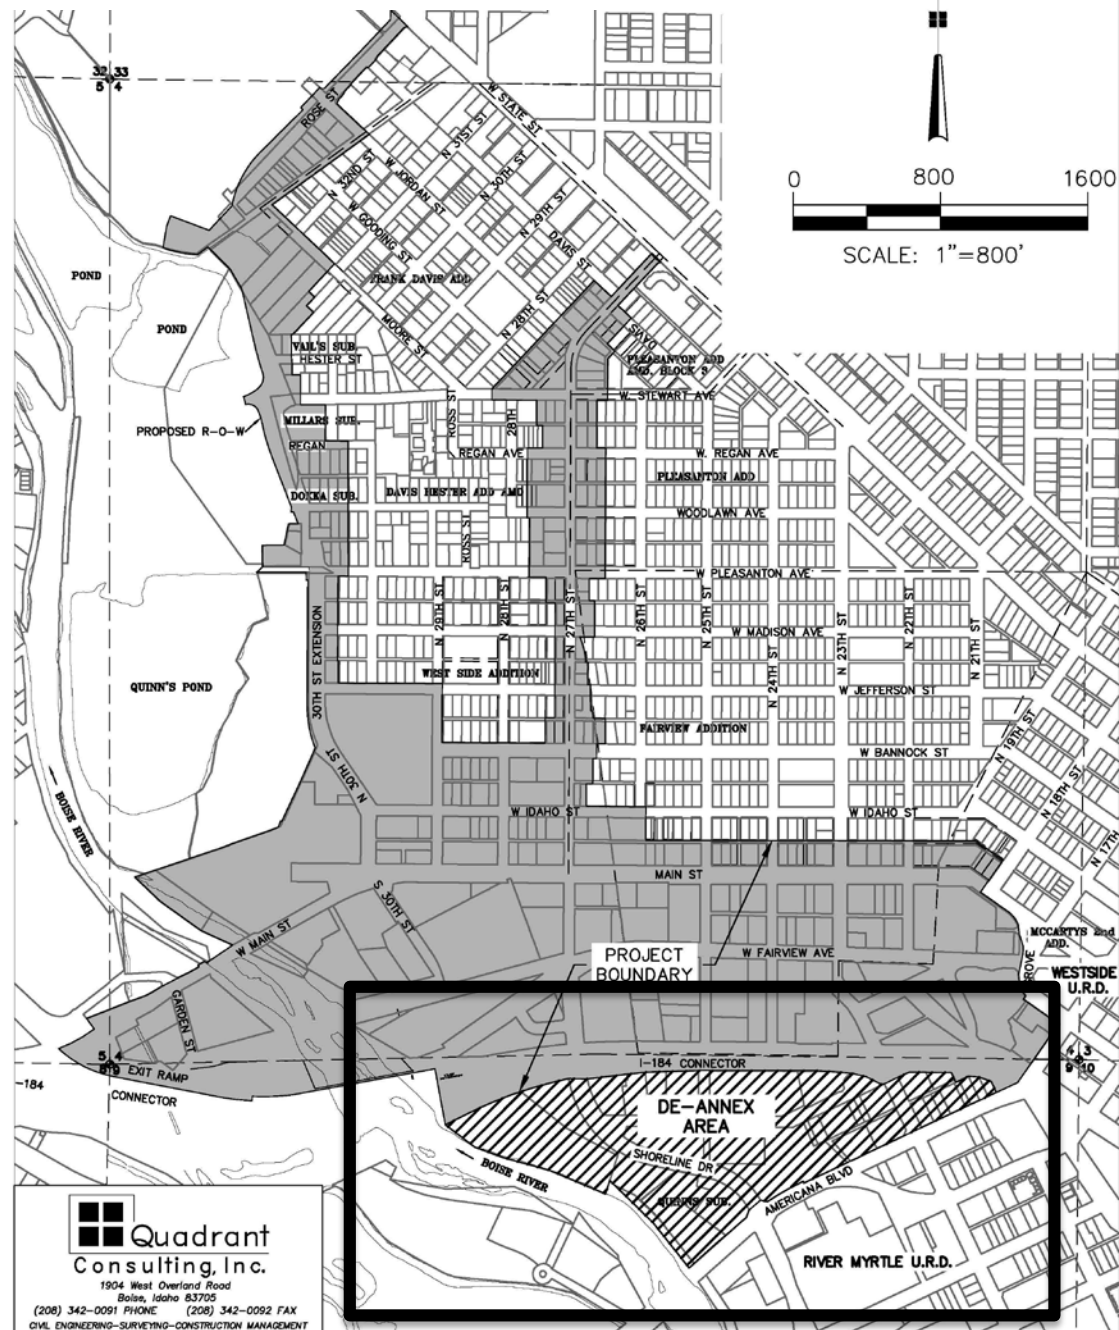 32 33
5 4
ROSE ST
W STATE ST
N 31ST ST
W JORDAN ST
N 32ND ST
N 30TH ST
W GOODING ST
N 29TH ST
DAVIS ST
FRANK DAVIS ADD
N 28TH ST
MOORE ST
0 800 1600
SCALE: 1"=800'
POND
POND
VAIL'S SUB.
HESTER ST
DAVIS
PLEASANTON ADD
AMD. BLOCK 3
W. STEWART AVE
PROPOSED R-O-W
MILLARS SUB.
REGAN
ROSS ST
28TH
REGAN AVE
W. REGAN AVE
DOKKA SUB.
DAVIS HESTER ADD AMD
PLEASANTON ADD
WOODLAWN AVE
ROSS ST
W PLEASANTON AVE
30TH ST EXTENSION
N 29TH ST
N 28TH ST
N 27TH ST
N 26TH ST
N 25TH ST
W MADISON AVE
N 24TH ST
N 23TH ST
N 22TH ST
N 21TH ST
QUINN'S POND
WEST SIDE ADDITION
W JEFFERSON ST
FAIRVIEW ADDITION
W BANNOCK ST
N 19TH ST
N 18TH ST
N 17TH
N 30TH ST
BOISE RIVER
W IDAHO ST
W IDAHO ST
MAIN ST
S 30TH ST
W MAIN ST
PROJECT
BOUNDARY
W FAIRVIEW AVE
MCCARTYS 2nd
ADD.
GROVE
WESTSIDE
U.R.D.
GARDEN ST
5 4
8 9
EXIT RAMP
-184
CONNECTOR
I-184 CONNECTOR
4 3
9 10
DE-ANNEX
AREA
SHORELINE DR
BOISE RIVER
QUINNS SUB.
AMERICANA BLVD
RIVER MYRTLE U.R.D.
Quadrant
Consulting, Inc.
1904 West Overland Road
Boise, Idaho 83705
(208) 342-0091 PHONE (208) 342-0092 FAX
CIVIL ENGINEERING-SURVEYING-CONSTRUCTION MANAGEMENT